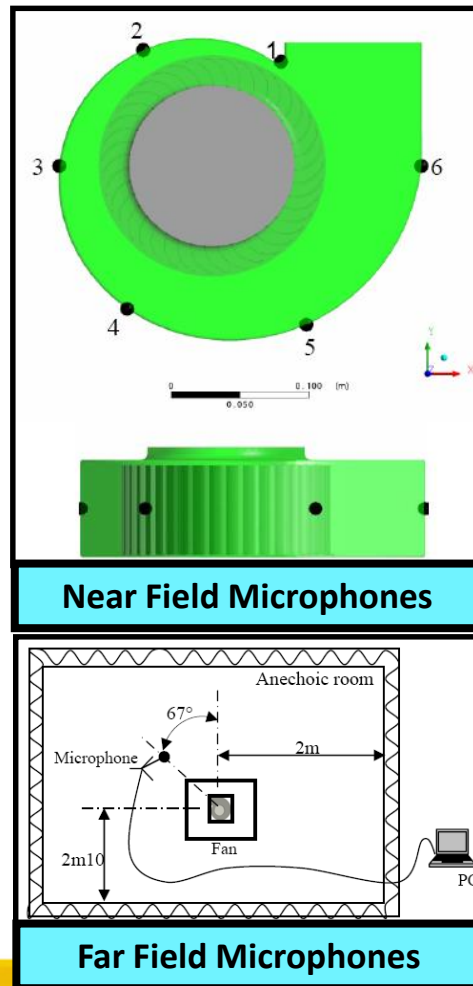 2
1
3
6
4
5
Y
Z
X
0
0.100
(m)
0.050
Near Field Microphones
Anechoic room
67°
2m
Microphone
Fan
2m10
PC
Far Field Microphones